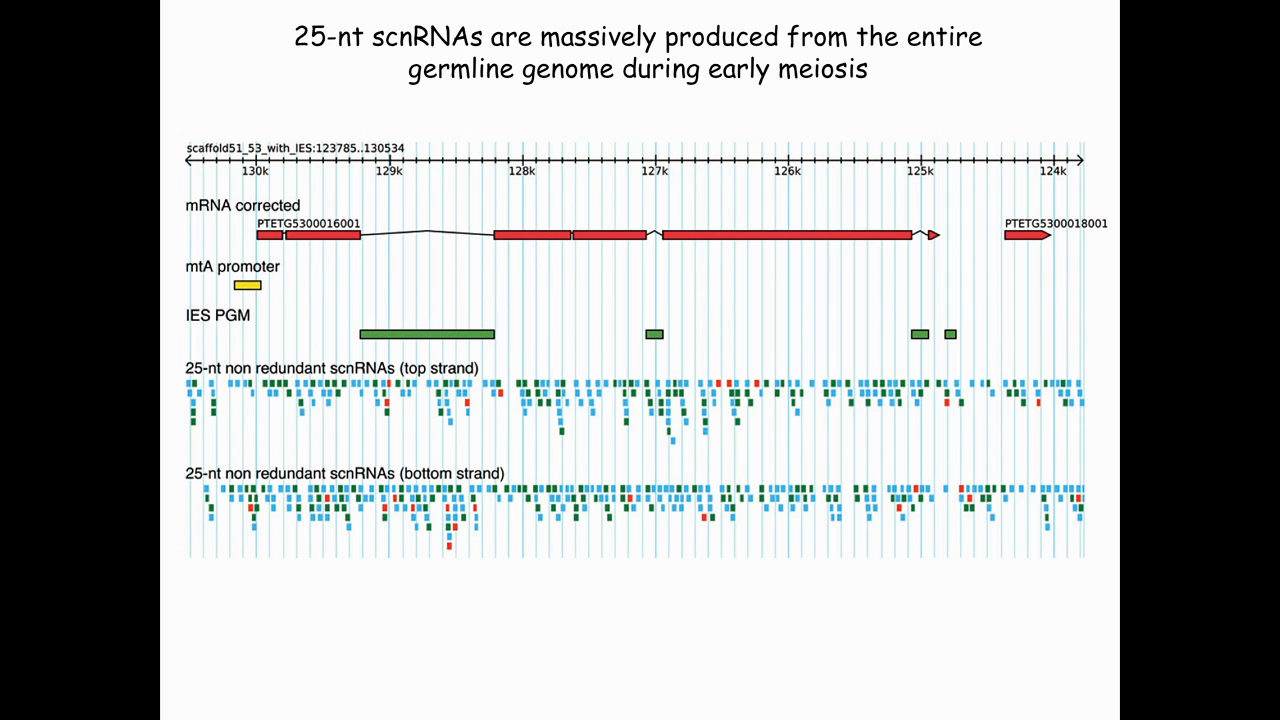 25-nt scnRNAs are massively produced from the entire
germline genome during early meiosis
scaffold51_53_with_IES:123785..130534
130k 129k 128k 127k 126k 125k 124k
mRNA corrected
PTETG5300016001 PTETG5300018001
mtA promoter
IES PGM
25-nt non redundant scnRNAs (top strand)
25-nt non redundant scnRNAs (bottom strand)